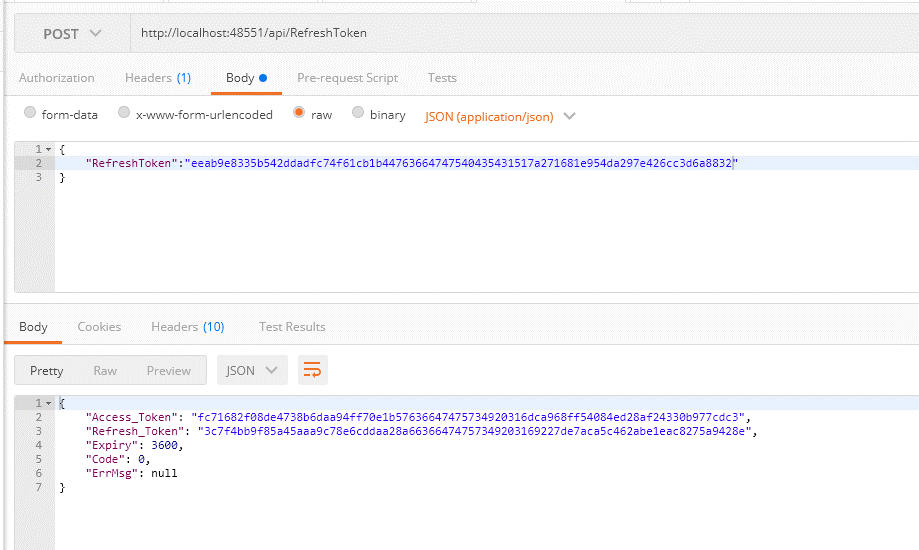 POST http://localhost:48551/api/RefreshToken
Authorization Headers (1) Body Pre-request Script Tests
form-data x-www-form-urlencoded raw binary JSON (application/json)
1 {
2 "RefreshToken":"eeab9e8335b542ddadfc74f61cb1b44763664747540435431517a271681e954da297e426cc3d6a8832"
3 }
Body Cookies Headers (10) Test Results
Pretty Raw Preview JSON
1 {
2 "Access_Token": "fc71682f08de4738b6daa94ff70e1b57636647475734920316dca968ff54084ed28af24330b977cdc3",
3 "Refresh_Token": "3c7f4bb9f85a45aaa9c78e6cddaa28a66366474757349203169227de7aca5c462abe1eac8275a9428e",
4 "Expiry": 3600,
5 "Code": 0,
6 "ErrMsg": null
7 }